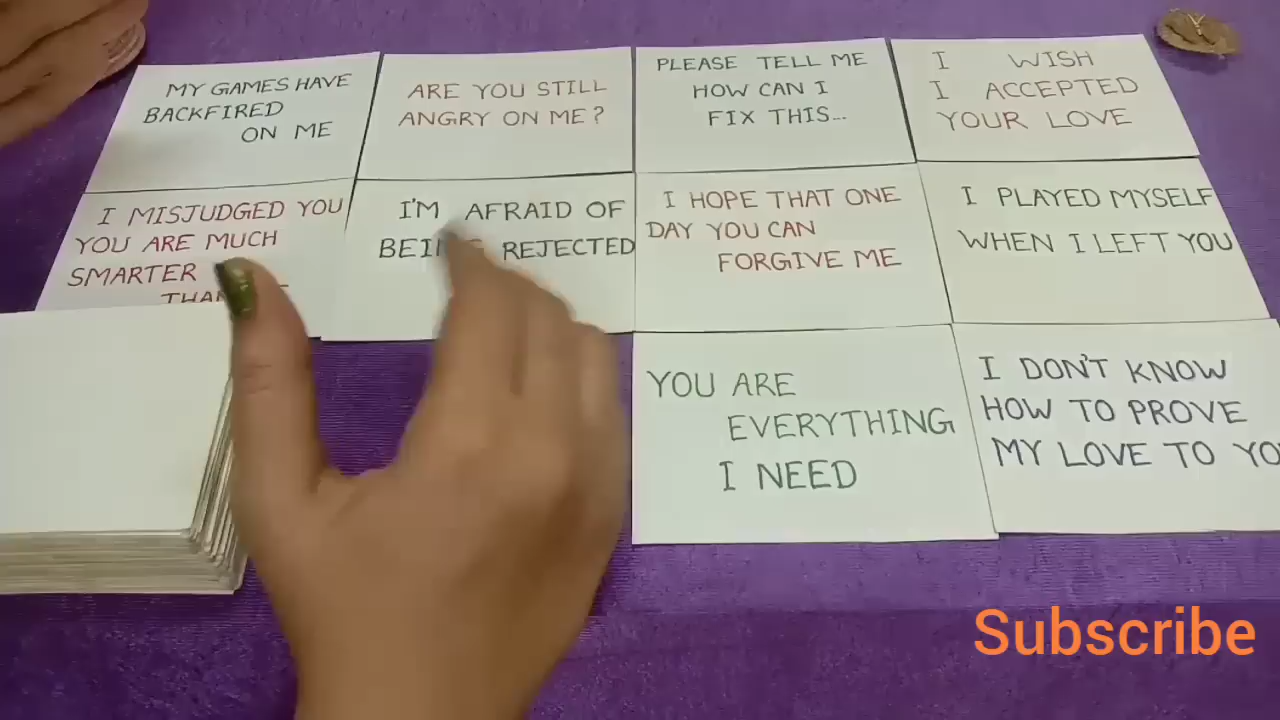 MY GAMES HAVE
BACKFIRED
ON ME
ARE YOU STILL
ANGRY ON ME?
PLEASE TELL ME
HOW CAN I
FIX THIS...
I WISH
I ACCEPTED
YOUR LOVE
I MISJUDGED YOU
YOU ARE MUCH
SMARTER
I'M AFRAID OF
REJECTED
I HOPE THAT ONE
DAY YOU CAN
FORGIVE ME
I PLAYED MYSELF
WHEN I LEFT YOU
YOU ARE
EVERYTHING
I NEED
I DON'T KNOW
HOW TO PROVE
MY LOVE TO
Subscribe